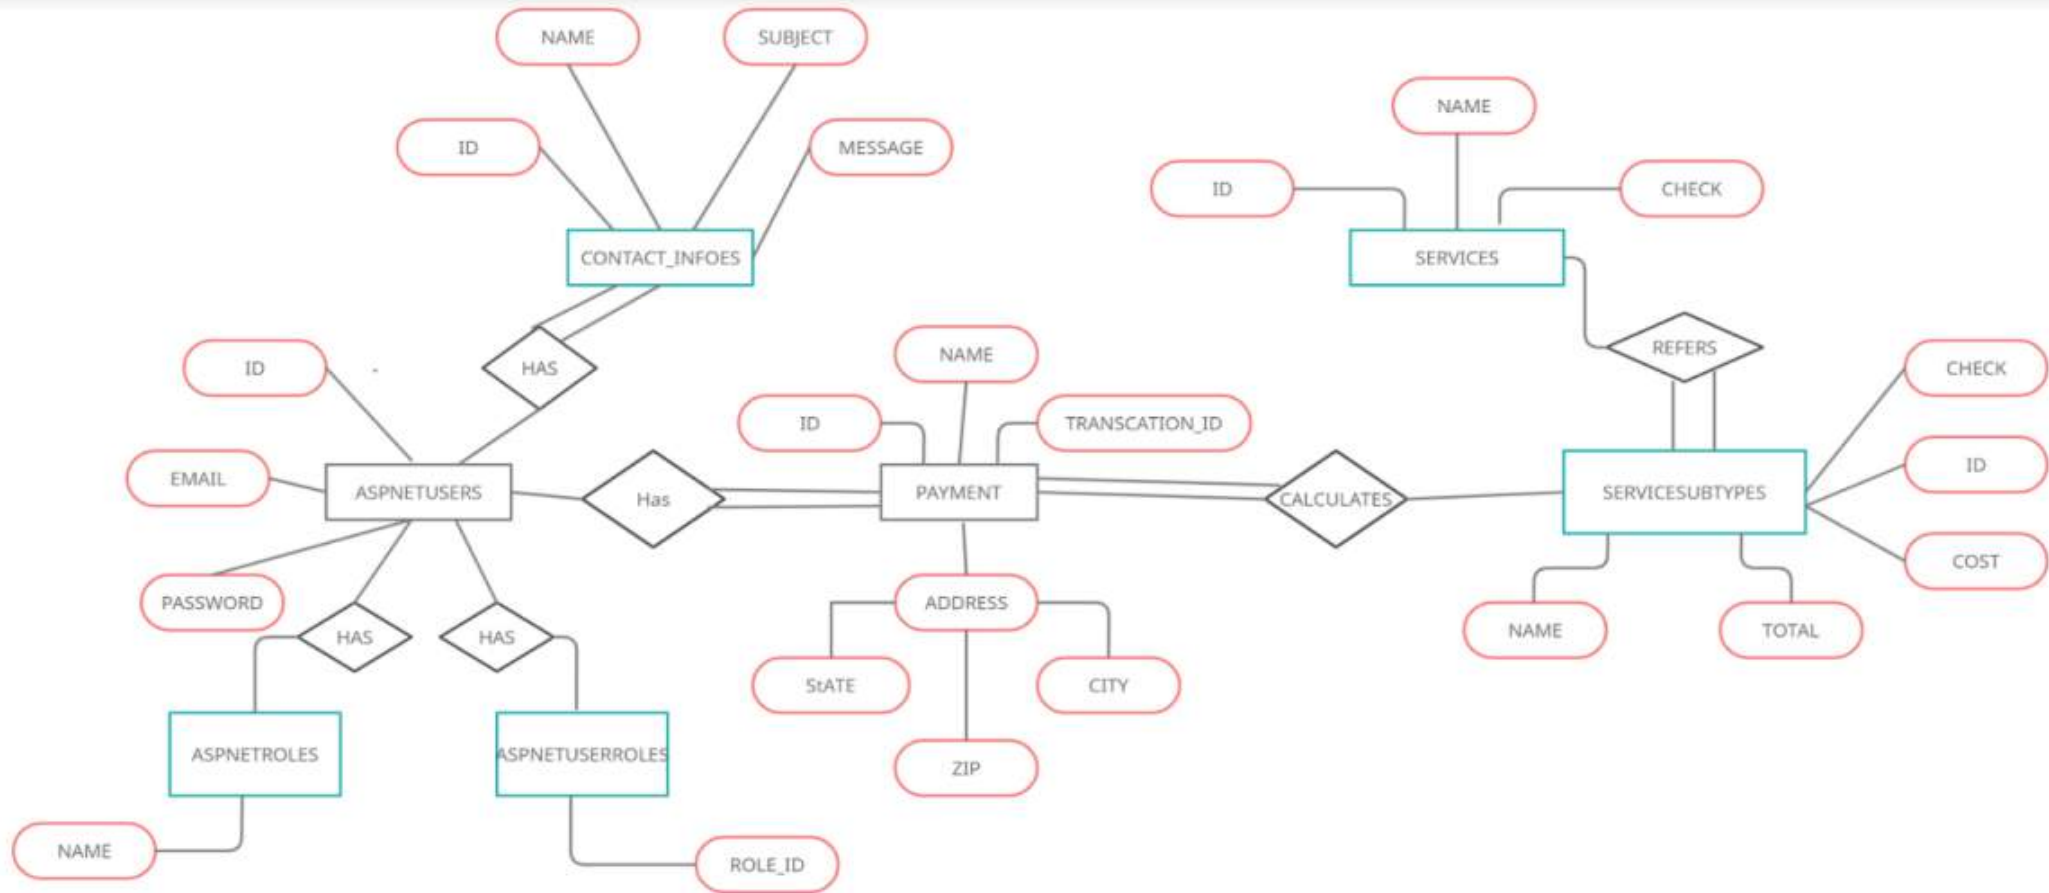 NAME
SUBJECT
NAME
ID
MESSAGE
ID
CHECK
CONTACT_INFOES
SERVICES
REFERS
ID
HAS
NAME
CHECK
ID
TRANSCATION_ID
EMAIL
ASPNETUSERS
Has
PAYMENT
CALCULATES
SERVICESUBTYPES
ID
COST
PASSWORD
ADDRESS
HAS
HAS
NAME
TOTAL
StATE
CITY
ASPNETROLES
ASPNETUSERROLES
ZIP
NAME
ROLE_ID